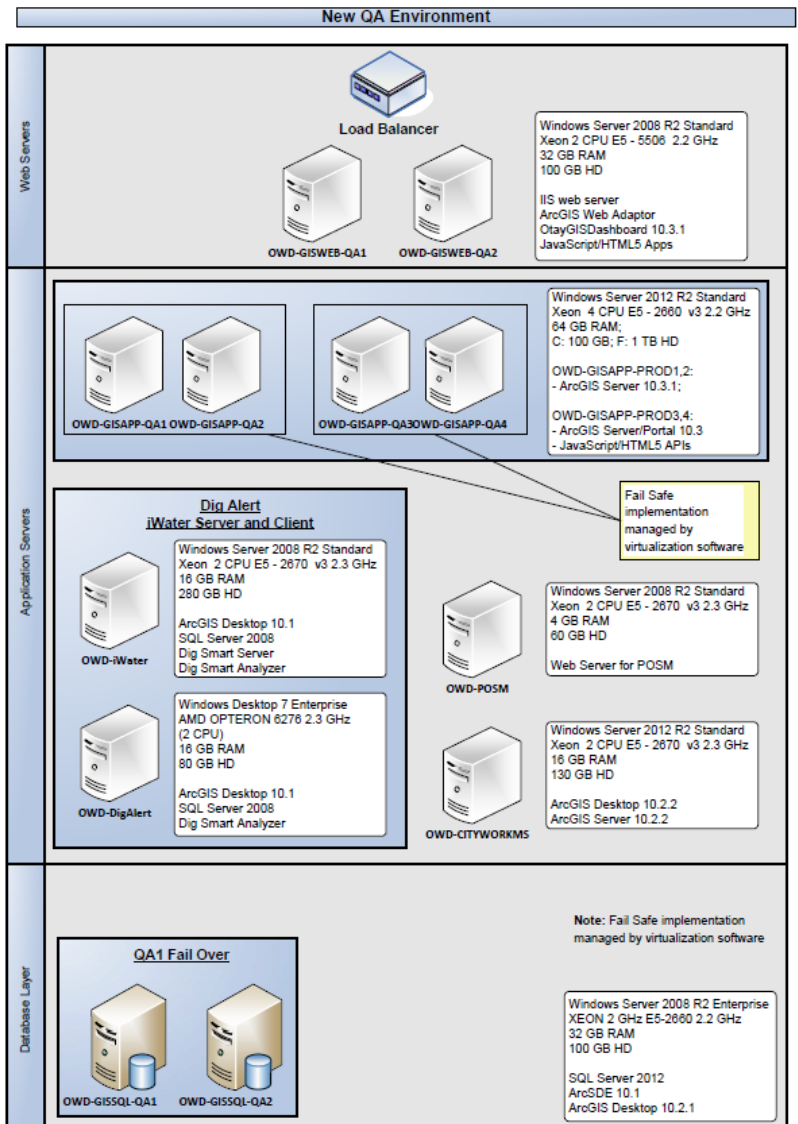 New QA Environment
Web Servers
Load Balancer
OWD-GISWEB-QA1
OWD-GISWEB-QA2
Windows Server 2008 R2 Standard
Xeon 2 CPU E5 - 5506 2.2 GHz
32 GB RAM
100 GB HD
IIS web server
ArcGIS Web Adaptor
OtayGISDashboard 10.3.1
JavaScript/HTML5 Apps
Application Servers
OWD-GISAPP-QA1
OWD-GISAPP-QA2
OWD-GISAPP-QA3
OWD-GISAPP-QA4
Windows Server 2012 R2 Standard
Xeon 4 CPU E5 - 2660 v3 2.2 GHz
64 GB RAM;
C: 100 GB; F: 1 TB HD
OWD-GISAPP-PROD1,2:
- ArcGIS Server 10.3.1;
OWD-GISAPP-PROD3,4:
- ArcGIS Server/Portal 10.3
- JavaScript/HTML5 APIs
Fail Safe
implementation
managed by
virtualization software
Dig Alert
iWater Server and Client
OWD-iWater
Windows Server 2008 R2 Standard
Xeon 2 CPU E5 - 2670 v3 2.3 GHz
16 GB RAM
280 GB HD
ArcGIS Desktop 10.1
SQL Server 2008
Dig Smart Server
Dig Smart Analyzer
OWD-DigAlert
Windows Desktop 7 Enterprise
AMD OPTERON 6276 2.3 GHz
(2 CPU)
16 GB RAM
80 GB HD
ArcGIS Desktop 10.1
SQL Server 2008
Dig Smart Analyzer
OWD-POSM
Windows Server 2008 R2 Standard
Xeon 2 CPU E5 - 2670 v3 2.3 GHz
4 GB RAM
60 GB HD
Web Server for POSM
OWD-CITYWORKMS
Windows Server 2012 R2 Standard
Xeon 2 CPU E5 - 2670 v3 2.3 GHz
16 GB RAM
130 GB HD
ArcGIS Desktop 10.2.2
ArcGIS Server 10.2.2
Database Layer
QA1 Fail Over
OWD-GISSQL-QA1
OWD-GISSQL-QA2
Note: Fail Safe implementation
managed by virtualization software
Windows Server 2008 R2 Enterprise
XEON 2 GHz E5-2660 2.2 GHz
32 GB RAM
100 GB HD
SQL Server 2012
ArcSDE 10.1
ArcGIS Desktop 10.2.1